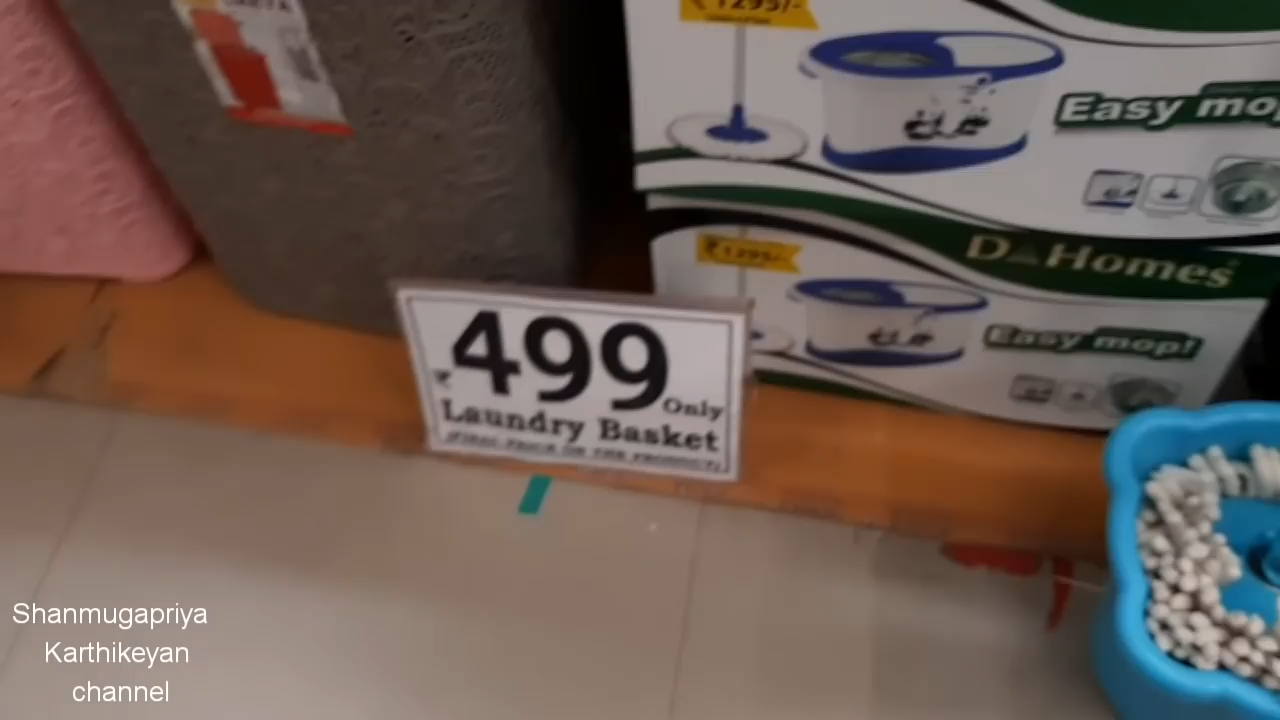 ₹ 1295/-
Easy mop
D Homes
₹ 1295/-
Easy mop!
₹ 499 Only
Laundry Basket
Shanmugapriya
Karthikeyan
channel